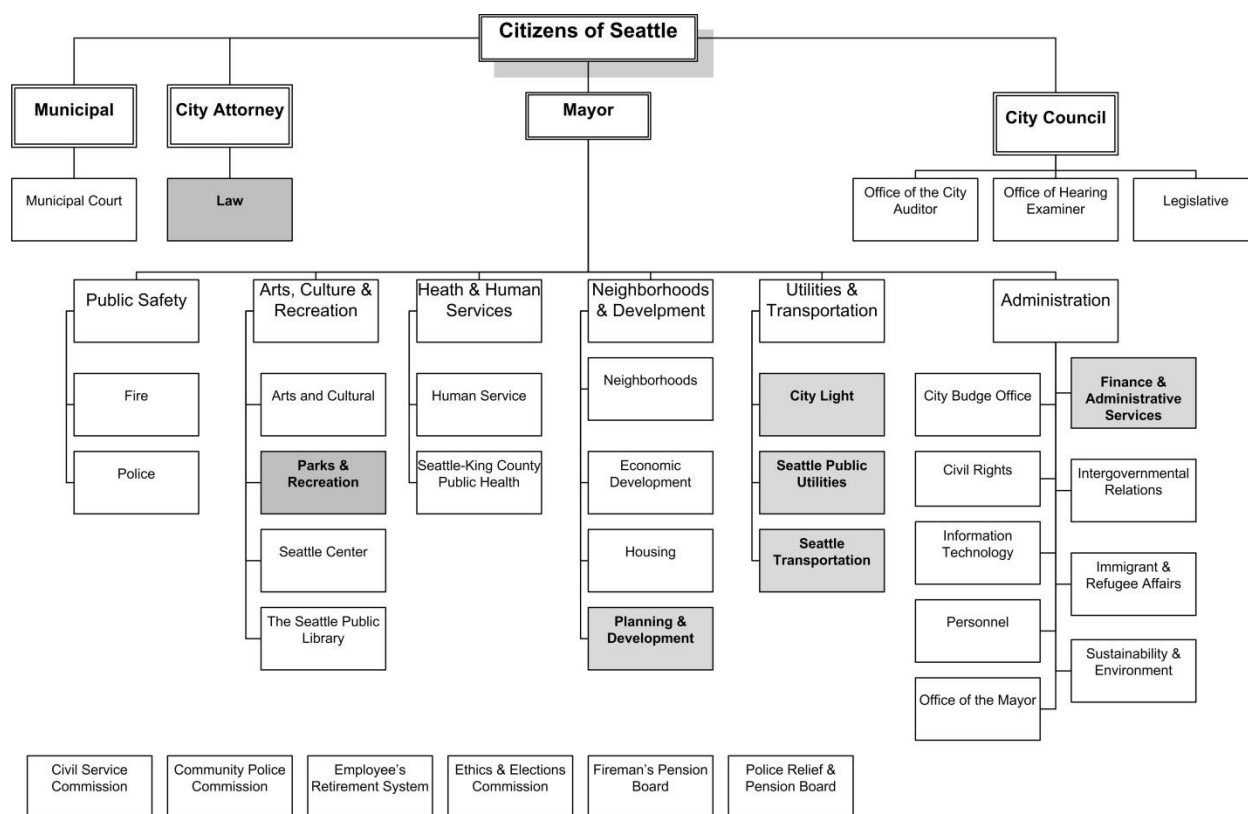 Citizens of Seattle
Municipal
City Attorney
Mayor
City Council
Municipal Court
Law
Office of the City
Auditor
Office of Hearing
Examiner
Legislative
Public Safety
Arts, Culture &
Recreation
Heath & Human
Services
Neighborhoods
& Develpment
Utilities &
Transportation
Administration
Fire
Police
Arts and Cultural
Parks &
Recreation
Seattle Center
The Seattle Public
Library
Human Service
Seattle-King County
Public Health
Neighborhoods
Economic
Development
Housing
Planning &
Development
City Light
Seattle Public
Utilities
Seattle
Transportation
City Budge Office
Civil Rights
Information
Technology
Personnel
Office of the Mayor
Finance &
Administrative
Services
Intergovernmental
Relations
Immigrant &
Refugee Affairs
Sustainability &
Environment
Civil Service
Commission
Community Police
Commission
Employee's
Retirement System
Ethics & Elections
Commission
Fireman's Pension
Board
Police Relief &
Pension Board